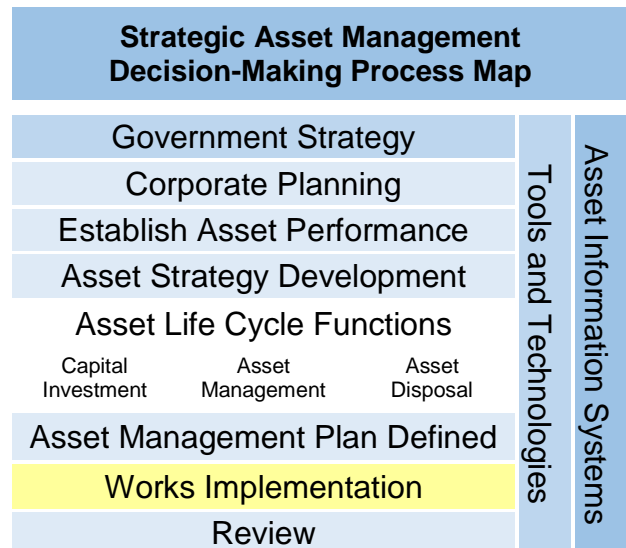 Strategic Asset Management
Decision-Making Process Map
Government Strategy
Corporate Planning
Establish Asset Performance
Asset Strategy Development
Asset Life Cycle Functions
Capital
Investment
Asset
Management
Asset
Disposal
Asset Management Plan Defined
Works Implementation
Review
Tools and Technologies
Asset Information Systems